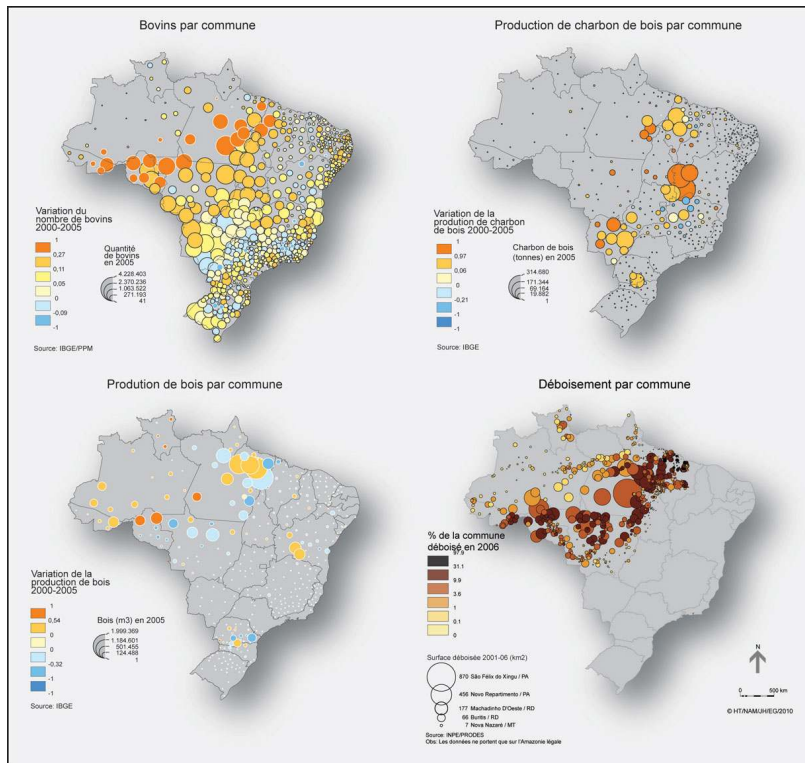 Bovins par commune
Variation du
nombre de bovins
2000-2005
1
0,27
0,11
0,05
0
-0,09
-1
Quantité
de bovins
en 2005
4.228.403
2.370.236
1.063.522
271.193
41
Source: IBGE/PPM
Production de charbon de bois par commune
Variation de la
prodution de charbon
de bois 2000-2005
1
0,97
0,06
0
-0,21
-1
-1
Charbon de bois
(tonnes) en 2005
314.680
171.344
69.164
19.882
1
Source: IBGE
Prodution de bois par commune
Variation de la
prodution de bois
2000-2005
1
0,54
0
0
-0,32
-1
-1
Bois (m3) en 2005
1.999.369
1.184.601
501.455
124.488
1
Source: IBGE
Déboisement par commune
% de la commune
déboisé en 2006
97.9
31.1
9.9
3.6
1
0.1
0
Surface déboisée 2001-06 (km2)
870 São Félix do Xingu / PA
456 Novo Repartimento / PA
177 Machadinho D'Oeste / RD
66 Buritis / RD
7 Nova Nazaré / MT
Source: INPE/PRODES
Obs: Les données ne portent que sur l'Amazonie légale
N
0 500 km
© HT/NAM/JH/EG/2010